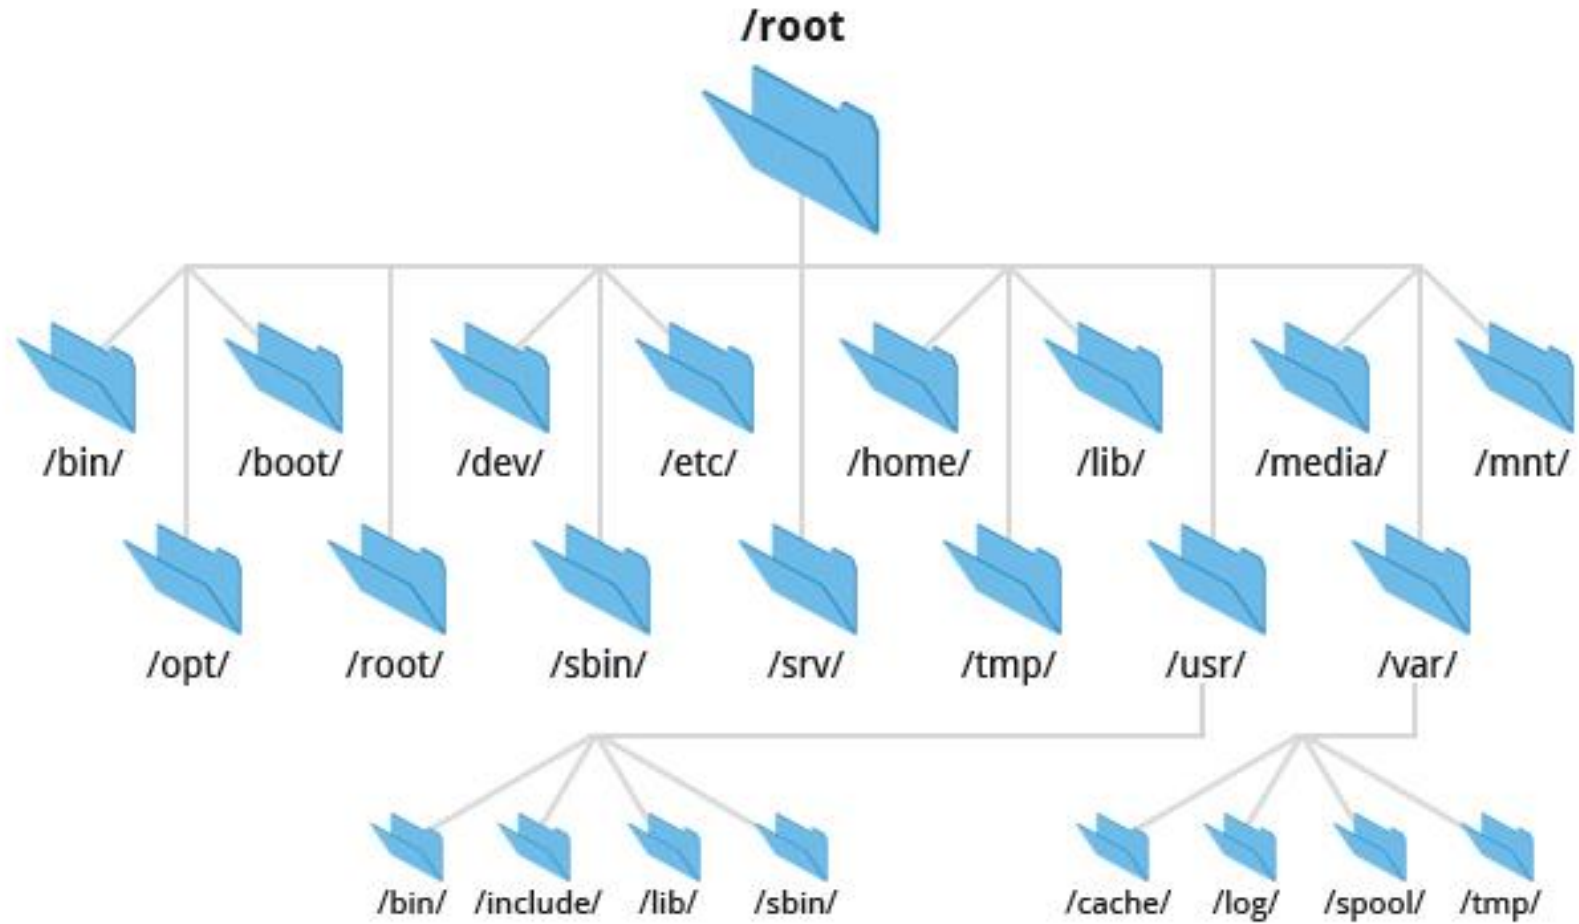 /root
/bin/ /boot/ /dev/ /etc/ /home/ /lib/ /media/ /mnt/
/opt/ /root/ /sbin/ /srv/ /tmp/ /usr/ /var/
/bin/ /include/ /lib/ /sbin/ /cache/ /log/ /spool/ /tmp/